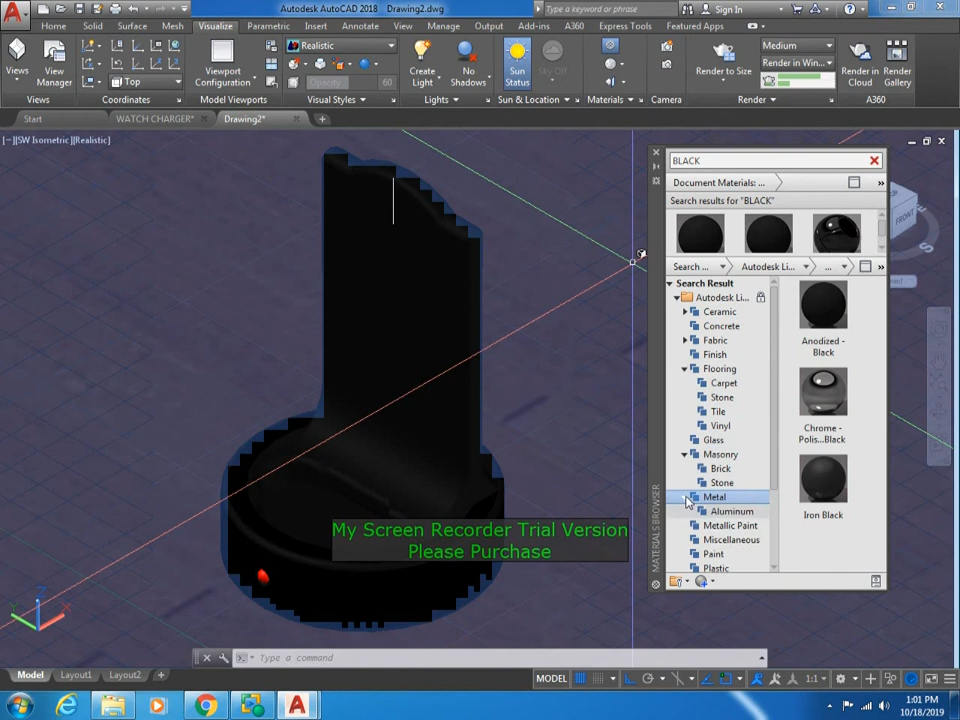 Autodesk AutoCAD 2018 Drawing2.dwg
Type a keyword or phrase
Sign In
Home Solid Surface Mesh Visualize Parametric Insert Annotate View Manage Output Add-ins A360 Express Tools Featured Apps
Views
View Manager
Top
Viewport Configuration
Realistic
Opacity 60
Create Light
No Shadows
Sun Status
Sky Off
Render to Size
Medium
Render in Win...
Render in Cloud
Render Gallery
Views Coordinates Model Viewports Visual Styles Lights Sun & Location Materials Camera Render A360
Start WATCH CHARGER* Drawing2*
[−][SW Isometric][Realistic]
BLACK
Document Materials: ...
Search results for "BLACK"
Search ... Autodesk Li... ...
Search Result
Autodesk Li...
Ceramic
Concrete
Fabric
Finish
Flooring
Carpet
Stone
Tile
Vinyl
Glass
Masonry
Brick
Stone
Metal
Aluminum
Metallic Paint
Miscellaneous
Paint
Plastic
Anodized - Black
Chrome - Polis...Black
Iron Black
MATERIALS BROWSER
FRONT
S
My Screen Recorder Trial Version
Please Purchase
Y
Z
X
Type a command
Model Layout1 Layout2
MODEL
1:1
1:01 PM
10/18/2019